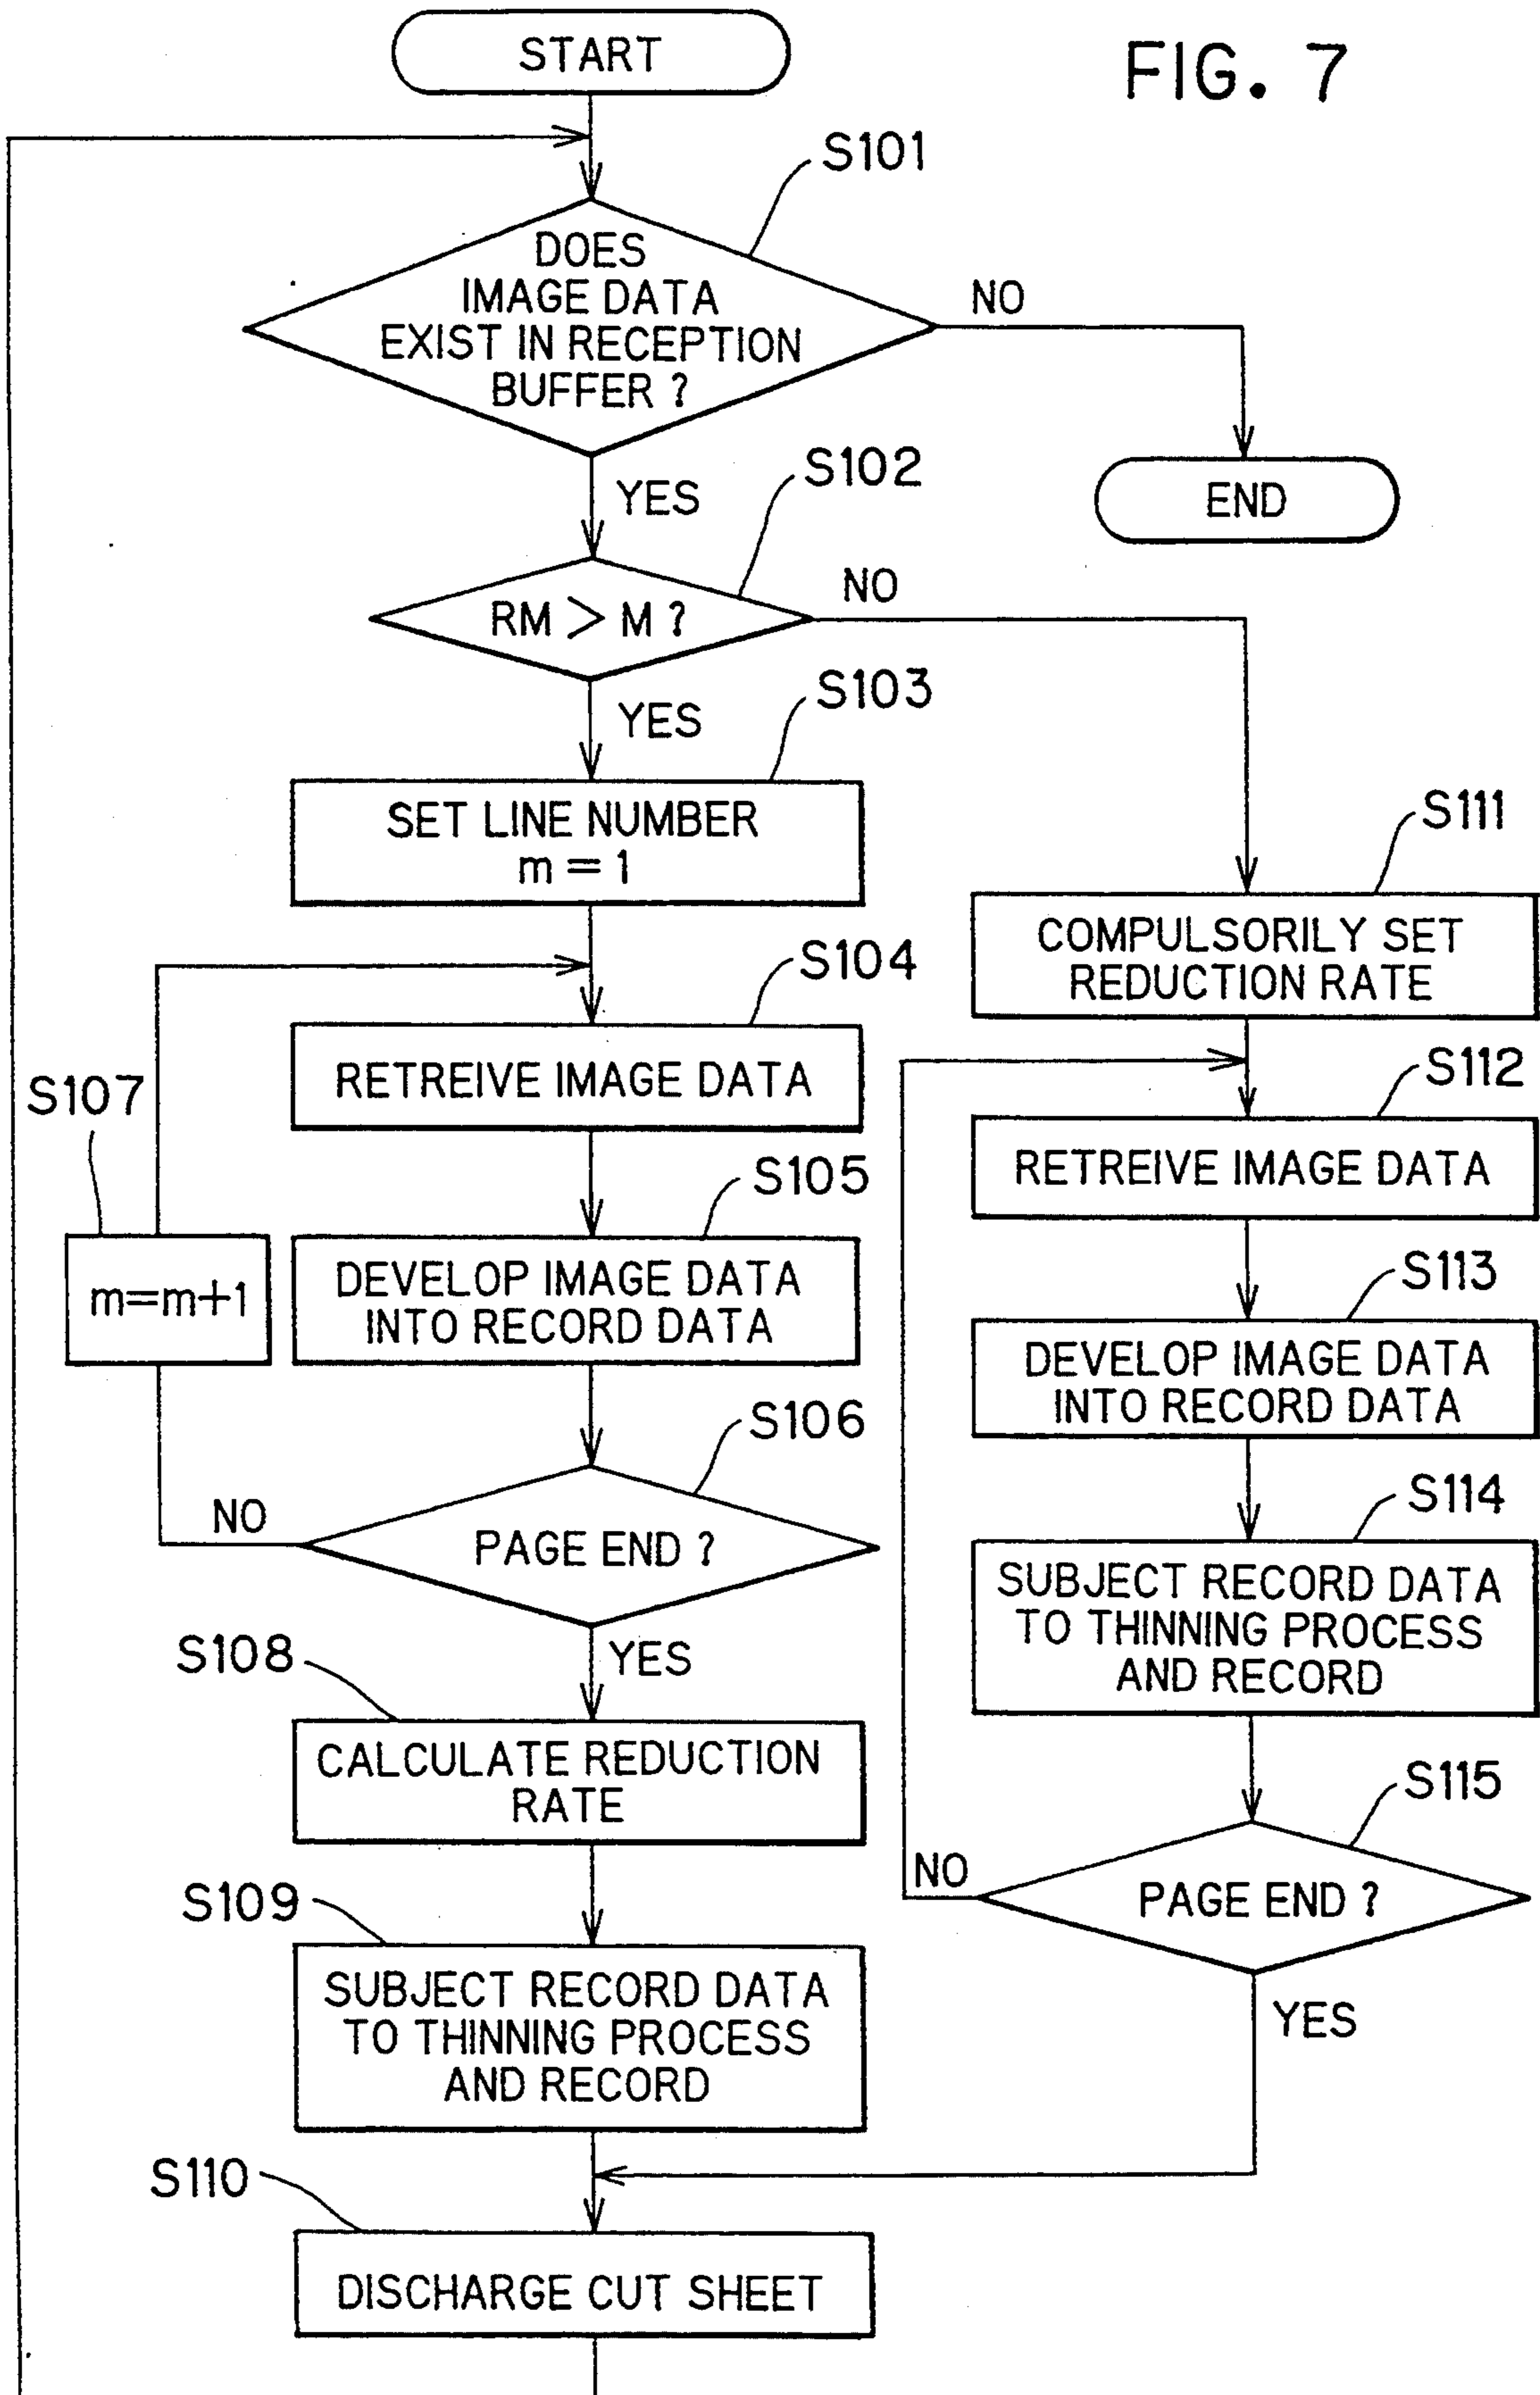 START
FIG. 7
S101
DOES
IMAGE DATA
EXIST IN RECEPTION
BUFFER ?
NO
YES
END
S102
RM > M ?
NO
YES
S103
SET LINE NUMBER
m = 1
S111
COMPULSORILY SET
REDUCTION RATE
S104
RETREIVE IMAGE DATA
S107
m=m+1
S112
RETREIVE IMAGE DATA
S105
DEVELOP IMAGE DATA
INTO RECORD DATA
S113
DEVELOP IMAGE DATA
INTO RECORD DATA
S106
PAGE END ?
NO
YES
S114
SUBJECT RECORD DATA
TO THINNING PROCESS
AND RECORD
S108
CALCULATE REDUCTION
RATE
S115
PAGE END ?
NO
YES
S109
SUBJECT RECORD DATA
TO THINNING PROCESS
AND RECORD
S110
DISCHARGE CUT SHEET